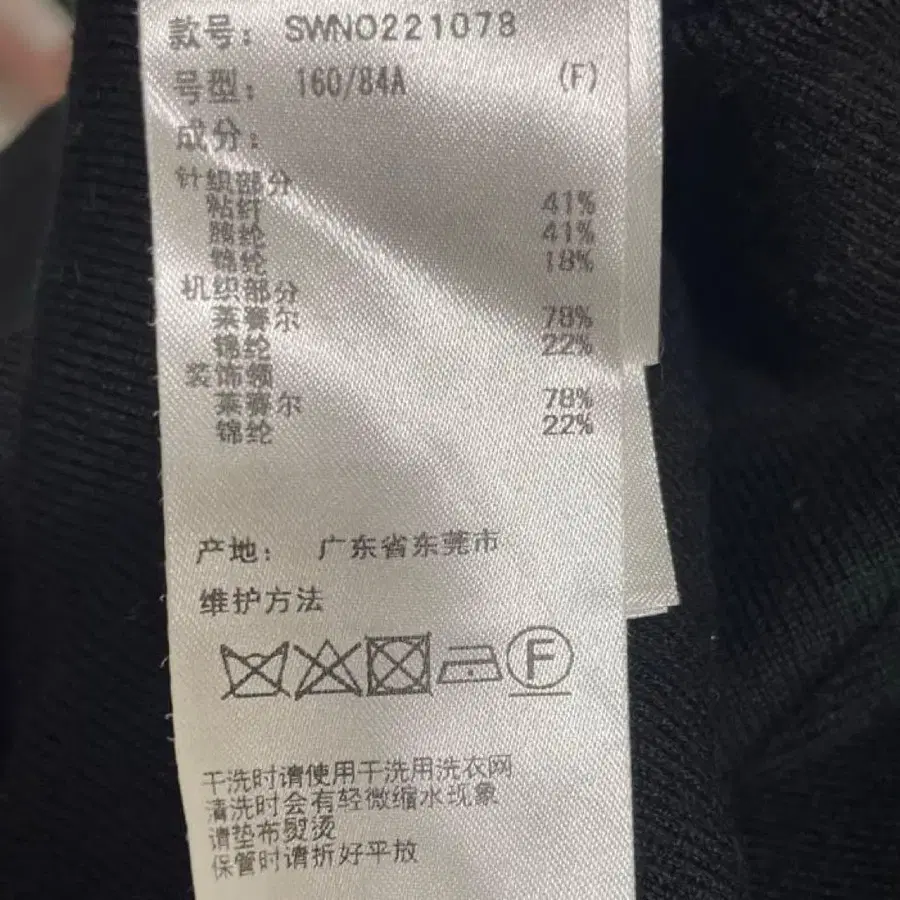 款号： SWNO221078
号型： 160/84A (F)
成分：
针织部分
粘纤 41%
腈纶 41%
锦纶 18%
机织部分
莱赛尔 78%
锦纶 22%
装饰领
莱赛尔 78%
锦纶 22%
产地： 广东省东莞市
维护方法
F
干洗时请使用干洗用洗衣网
清洗时会有轻微缩水现象
请垫布熨烫
保管时请折好平放